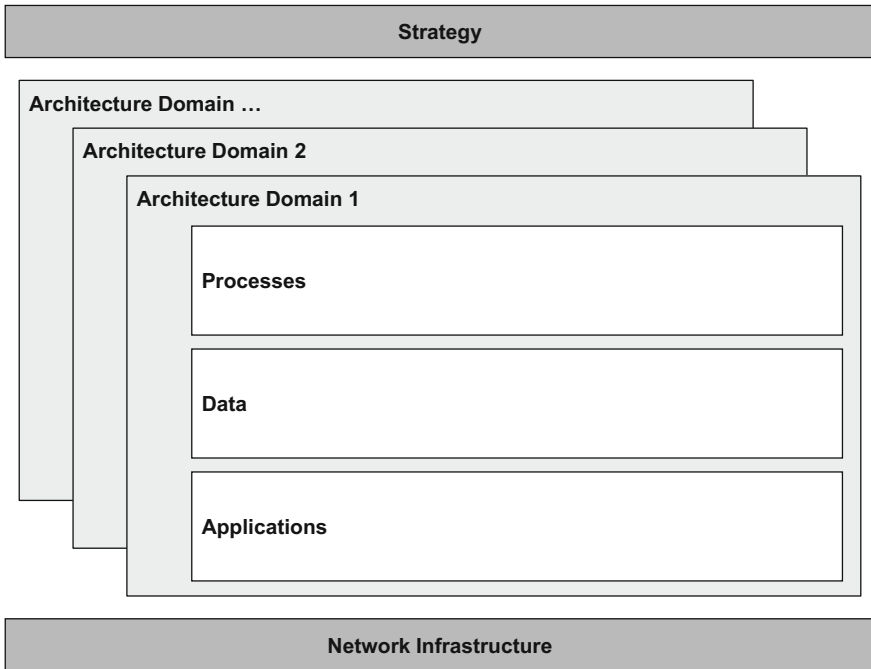 Strategy
Architecture Domain …
Architecture Domain 2
Architecture Domain 1
Processes
Data
Applications
Network Infrastructure